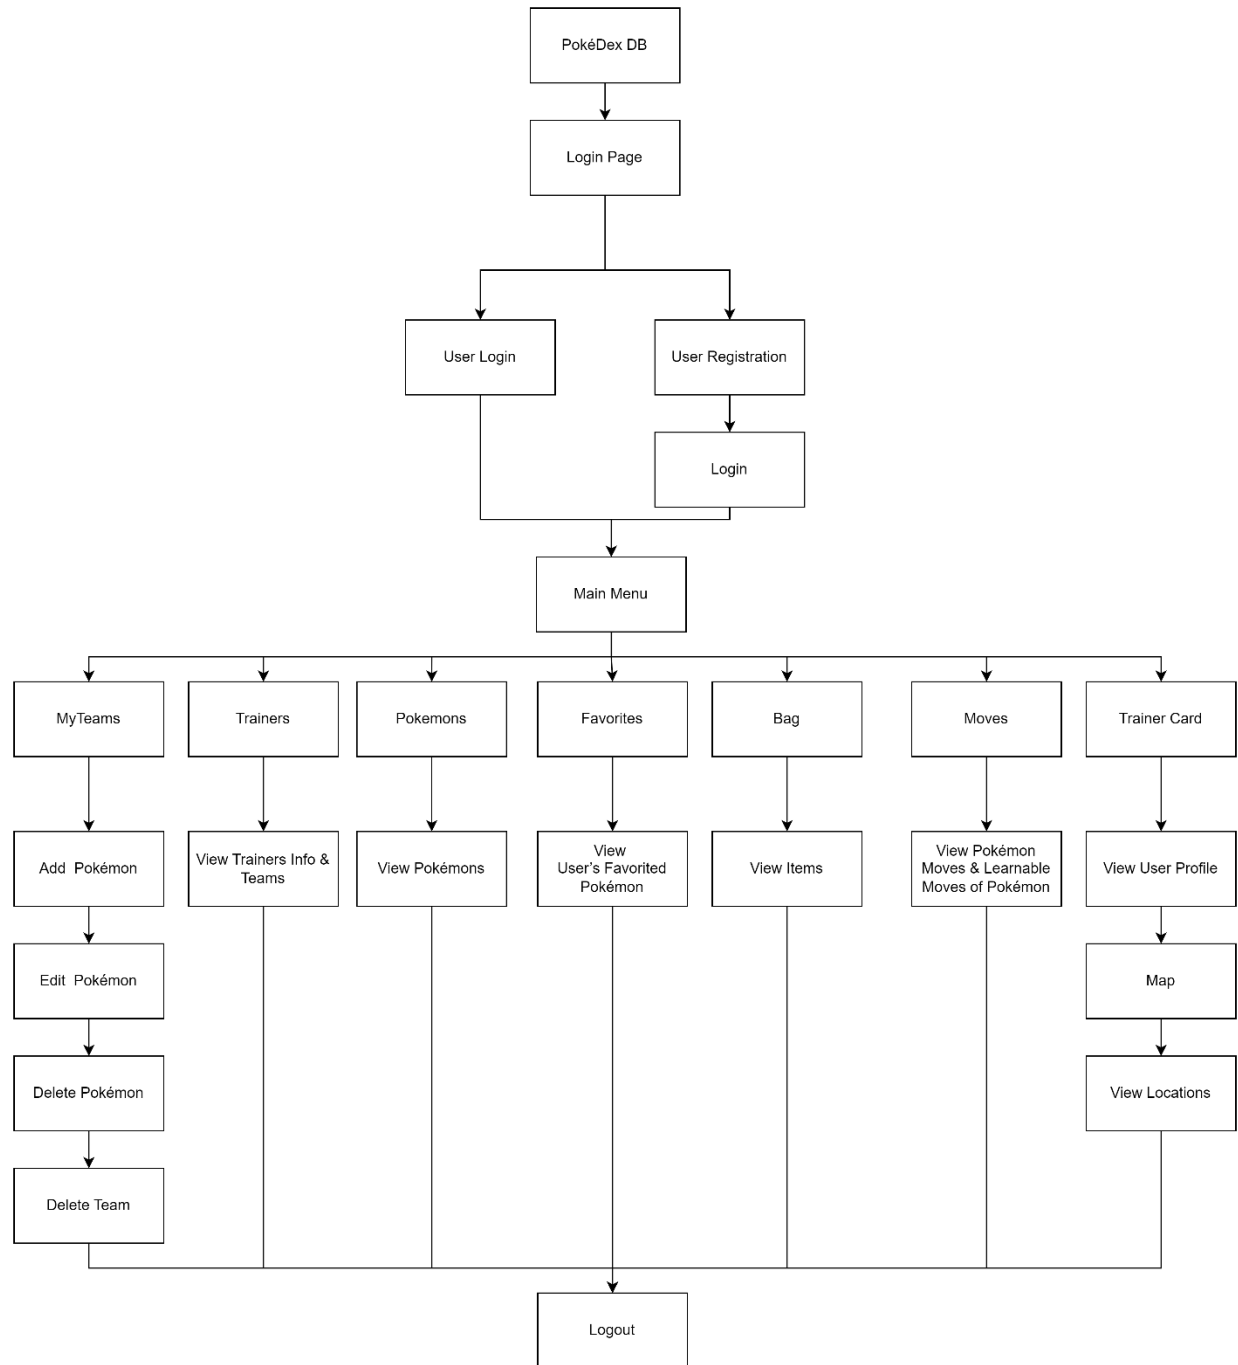 PokéDex DB
Login Page
User Login
User Registration
Login
Main Menu
MyTeams
Trainers
Pokemons
Favorites
Bag
Moves
Trainer Card
Add  Pokémon
View Trainers Info &
Teams
View Pokémons
View
User's Favorited
Pokémon
View Items
View Pokémon
Moves & Learnable
Moves of Pokémon
View User Profile
Edit  Pokémon
Map
Delete Pokémon
View Locations
Delete Team
Logout